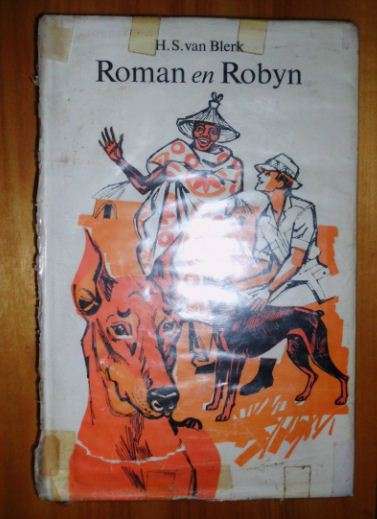 H. S. van Blerk
Roman en Robyn